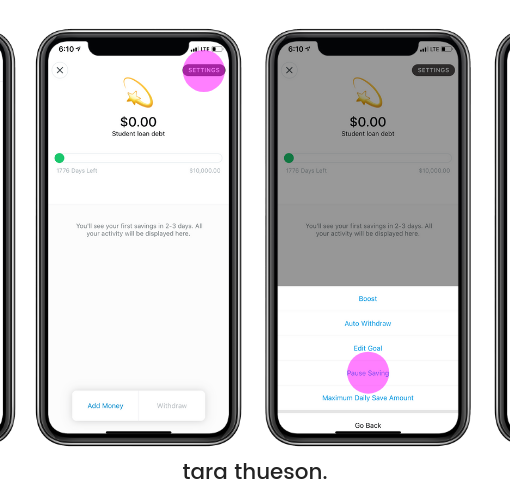 6:10
LTE
SETTINGS
$0.00
Student loan debt
1776 Days Left
$10,000.00
You'll see your first savings in 2-3 days. All
your activity will be displayed here.
Add Money
Withdraw
6:10
LTE
SETTINGS
$0.00
Student loan debt
1776 Days Left
$10,000.00
You'll see your first savings in 2-3 days. All
your activity will be displayed here.
Boost
Auto Withdraw
Edit Goal
Pause Saving
Maximum Daily Save Amount
Go Back
tara thueson.